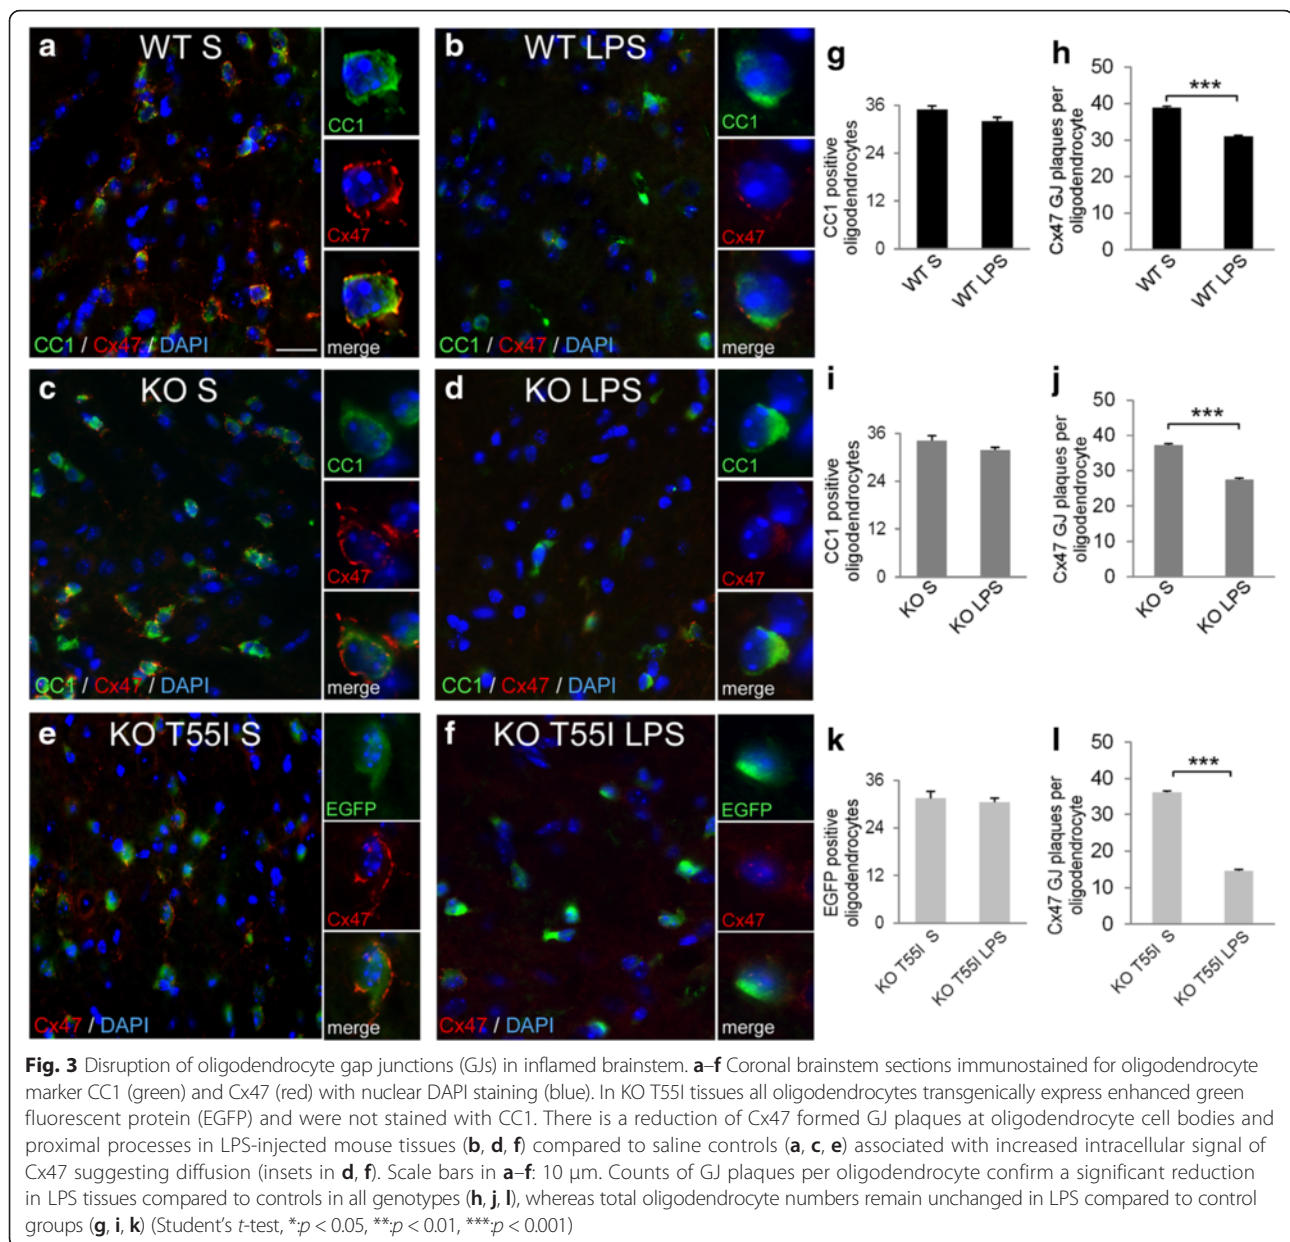 a WT S
CC1
Cx47
CC1 / Cx47 / DAPI
merge
b WT LPS
CC1
Cx47
CC1 / Cx47 / DAPI
merge
g
CC1 positive
oligodendrocytes
36
24
12
0
WT S
WT LPS
h
Cx47 GJ plaques per
oligodendrocyte
50
40
30
20
10
0
***
WT S
WT LPS
c KO S
CC1
Cx47
CC1 / Cx47 / DAPI
merge
d KO LPS
CC1
Cx47
CC1 / Cx47 / DAPI
merge
i
CC1 positive
oligodendrocytes
36
24
12
0
KO S
KO LPS
j
Cx47 GJ plaques per
oligodendrocyte
50
40
30
20
10
0
***
KO S
KO LPS
e KO T55I S
EGFP
Cx47
Cx47 / DAPI
merge
f KO T55I LPS
EGFP
Cx47
Cx47 / DAPI
merge
k
EGFP positive
oligodendrocytes
36
24
12
0
KO T55I S
KO T55I LPS
l
Cx47 GJ plaques per
oligodendrocyte
50
40
30
20
10
0
***
KO T55I S
KO T55I LPS
Fig. 3 Disruption of oligodendrocyte gap junctions (GJs) in inflamed brainstem. a–f Coronal brainstem sections immunostained for oligodendrocyte
marker CC1 (green) and Cx47 (red) with nuclear DAPI staining (blue). In KO T55I tissues all oligodendrocytes transgenically express enhanced green
fluorescent protein (EGFP) and were not stained with CC1. There is a reduction of Cx47 formed GJ plaques at oligodendrocyte cell bodies and
proximal processes in LPS-injected mouse tissues (b, d, f) compared to saline controls (a, c, e) associated with increased intracellular signal of
Cx47 suggesting diffusion (insets in d, f). Scale bars in a–f: 10 μm. Counts of GJ plaques per oligodendrocyte confirm a significant reduction
in LPS tissues compared to controls in all genotypes (h, j, l), whereas total oligodendrocyte numbers remain unchanged in LPS compared to control
groups (g, i, k) (Student's t-test, *:p < 0.05, **:p < 0.01, ***:p < 0.001)